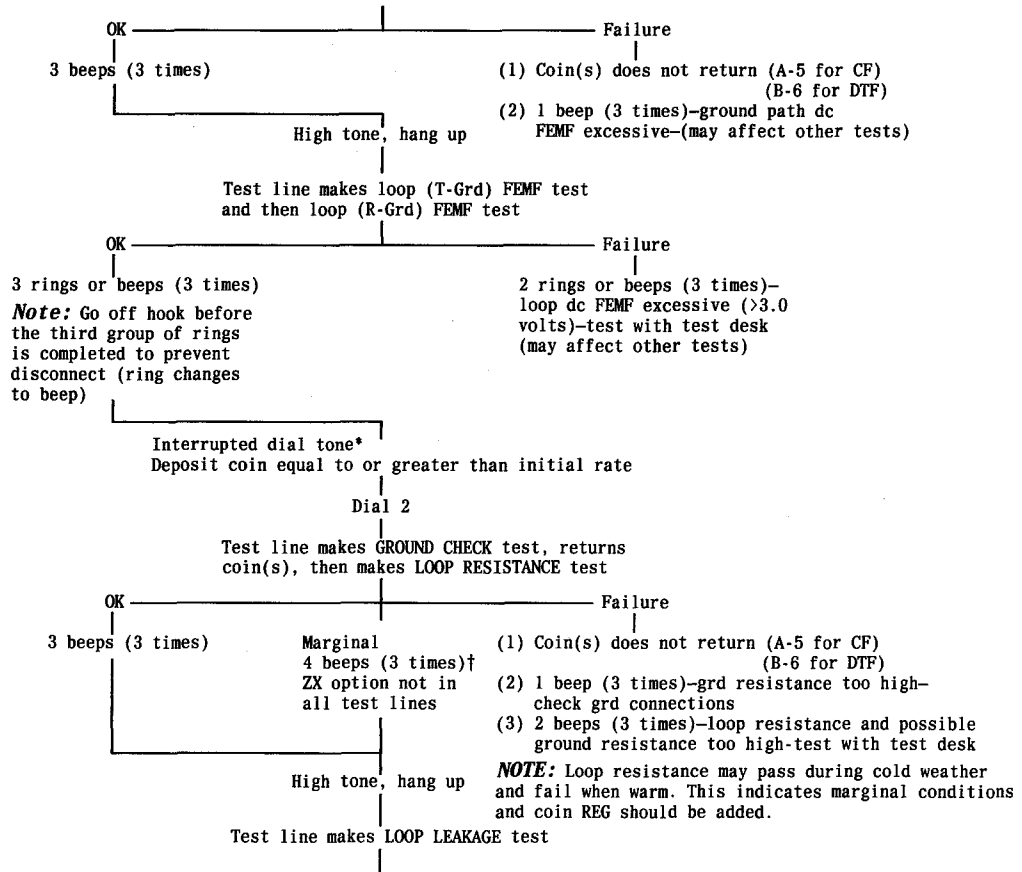 OK
Failure
3 beeps (3 times)
(1) Coin(s) does not return (A-5 for CF)
(B-6 for DTF)
(2) 1 beep (3 times)—ground path dc
FEMF excessive—(may affect other tests)
High tone, hang up
Test line makes loop (T-Grd) FEMF test
and then loop (R-Grd) FEMF test
OK
Failure
3 rings or beeps (3 times)
Note: Go off hook before
the third group of rings
is completed to prevent
disconnect (ring changes
to beep)
2 rings or beeps (3 times)—
loop dc FEMF excessive (>3.0
volts)—test with test desk
(may affect other tests)
Interrupted dial tone*
Deposit coin equal to or greater than initial rate
Dial 2
Test line makes GROUND CHECK test, returns
coin(s), then makes LOOP RESISTANCE test
OK
Failure
3 beeps (3 times)
Marginal
4 beeps (3 times)†
ZX option not in
all test lines
(1) Coin(s) does not return (A-5 for CF)
(B-6 for DTF)
(2) 1 beep (3 times)—grd resistance too high—
check grd connections
(3) 2 beeps (3 times)—loop resistance and possible
ground resistance too high-test with test desk
NOTE: Loop resistance may pass during cold weather
and fail when warm. This indicates marginal conditions
and coin REG should be added.
High tone, hang up
Test line makes LOOP LEAKAGE test